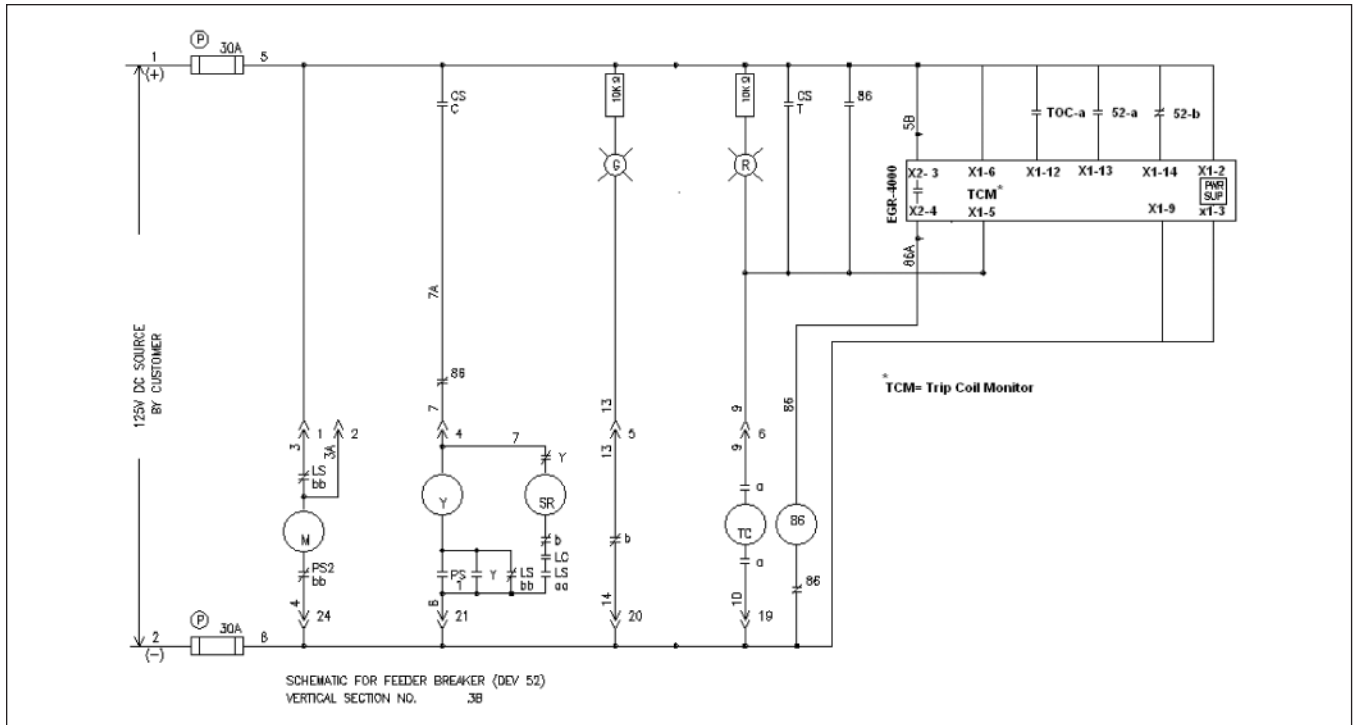 P
30A
1
(+)
5
CS
C
10KΩ
10KΩ
CS
T
86
5B
TOC-a
52-a
52-b
G
R
EGR-4000
X2- 3
X1-6
X1-12
X1-13
X1-14
X1-2
TCM*
PWR
SUP
X2-4
X1-5
X1-9
x1-3
86A
7A
125V DC SOURCE
BY CUSTOMER
*TCM= Trip Coil Monitor
86
7
13
9
86
3
1
3A
2
4
7
13
5
9
6
LS
bb
Y
a
M
Y
SR
TC
86
PS2
bb
b
LC
LS
aa
PS
1
Y
LS
bb
b
a
86
4
24
21
14
20
10
19
P
30A
2
(-)
SCHEMATIC FOR FEEDER BREAKER (DEV 52)
VERTICAL SECTION NO. .3B